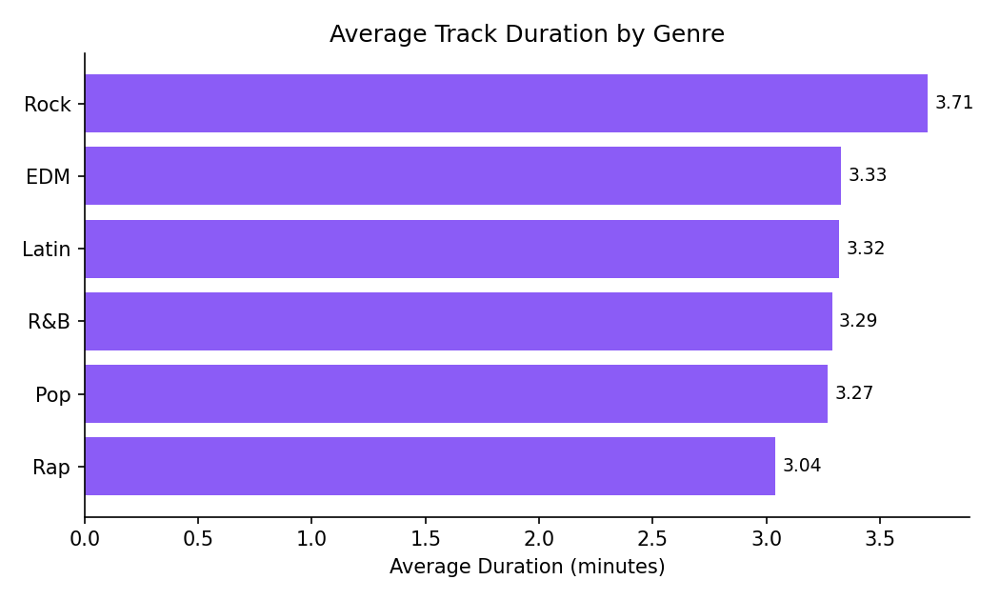 Average Track Duration by Genre
Rock 3.71
EDM 3.33
Latin 3.32
R&B 3.29
Pop 3.27
Rap 3.04
0.0 0.5 1.0 1.5 2.0 2.5 3.0 3.5
Average Duration (minutes)